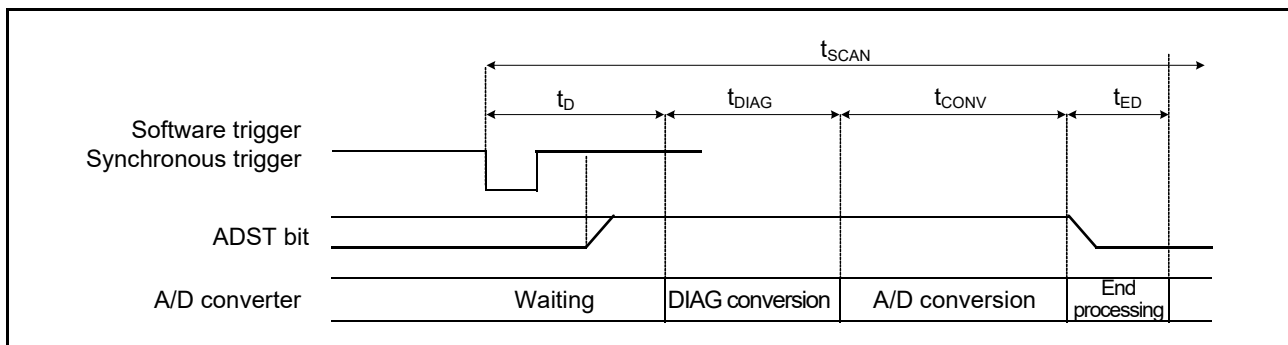 tSCAN
tD
tDIAG
tCONV
tED
Software trigger
Synchronous trigger
ADST bit
A/D converter
Waiting
DIAG conversion
A/D conversion
End
processing